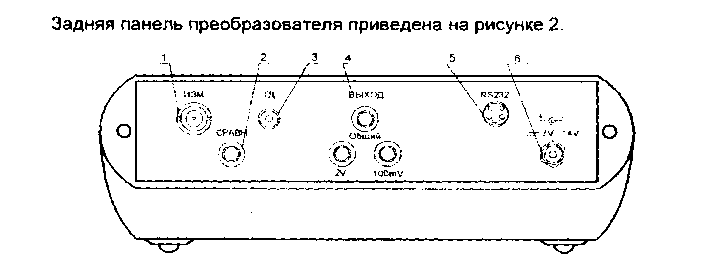 Задняя панель преобразователя приведена на рисунке 2.
1 2 3 4 5 6
ИЗМ ВЫХОД RS232
СРАВН Общий
2V 100mV